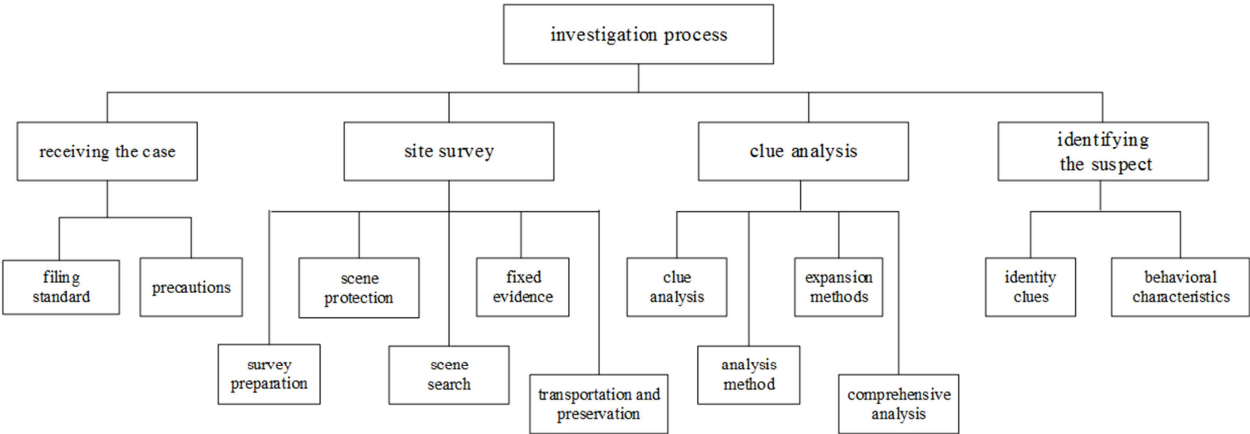 investigation process
receiving the case
site survey
clue analysis
identifying
the suspect
filing
standard
precautions
scene
protection
fixed
evidence
clue
analysis
expansion
methods
identity
clues
behavioral
characteristics
survey
preparation
scene
search
transportation and
preservation
analysis
method
comprehensive
analysis